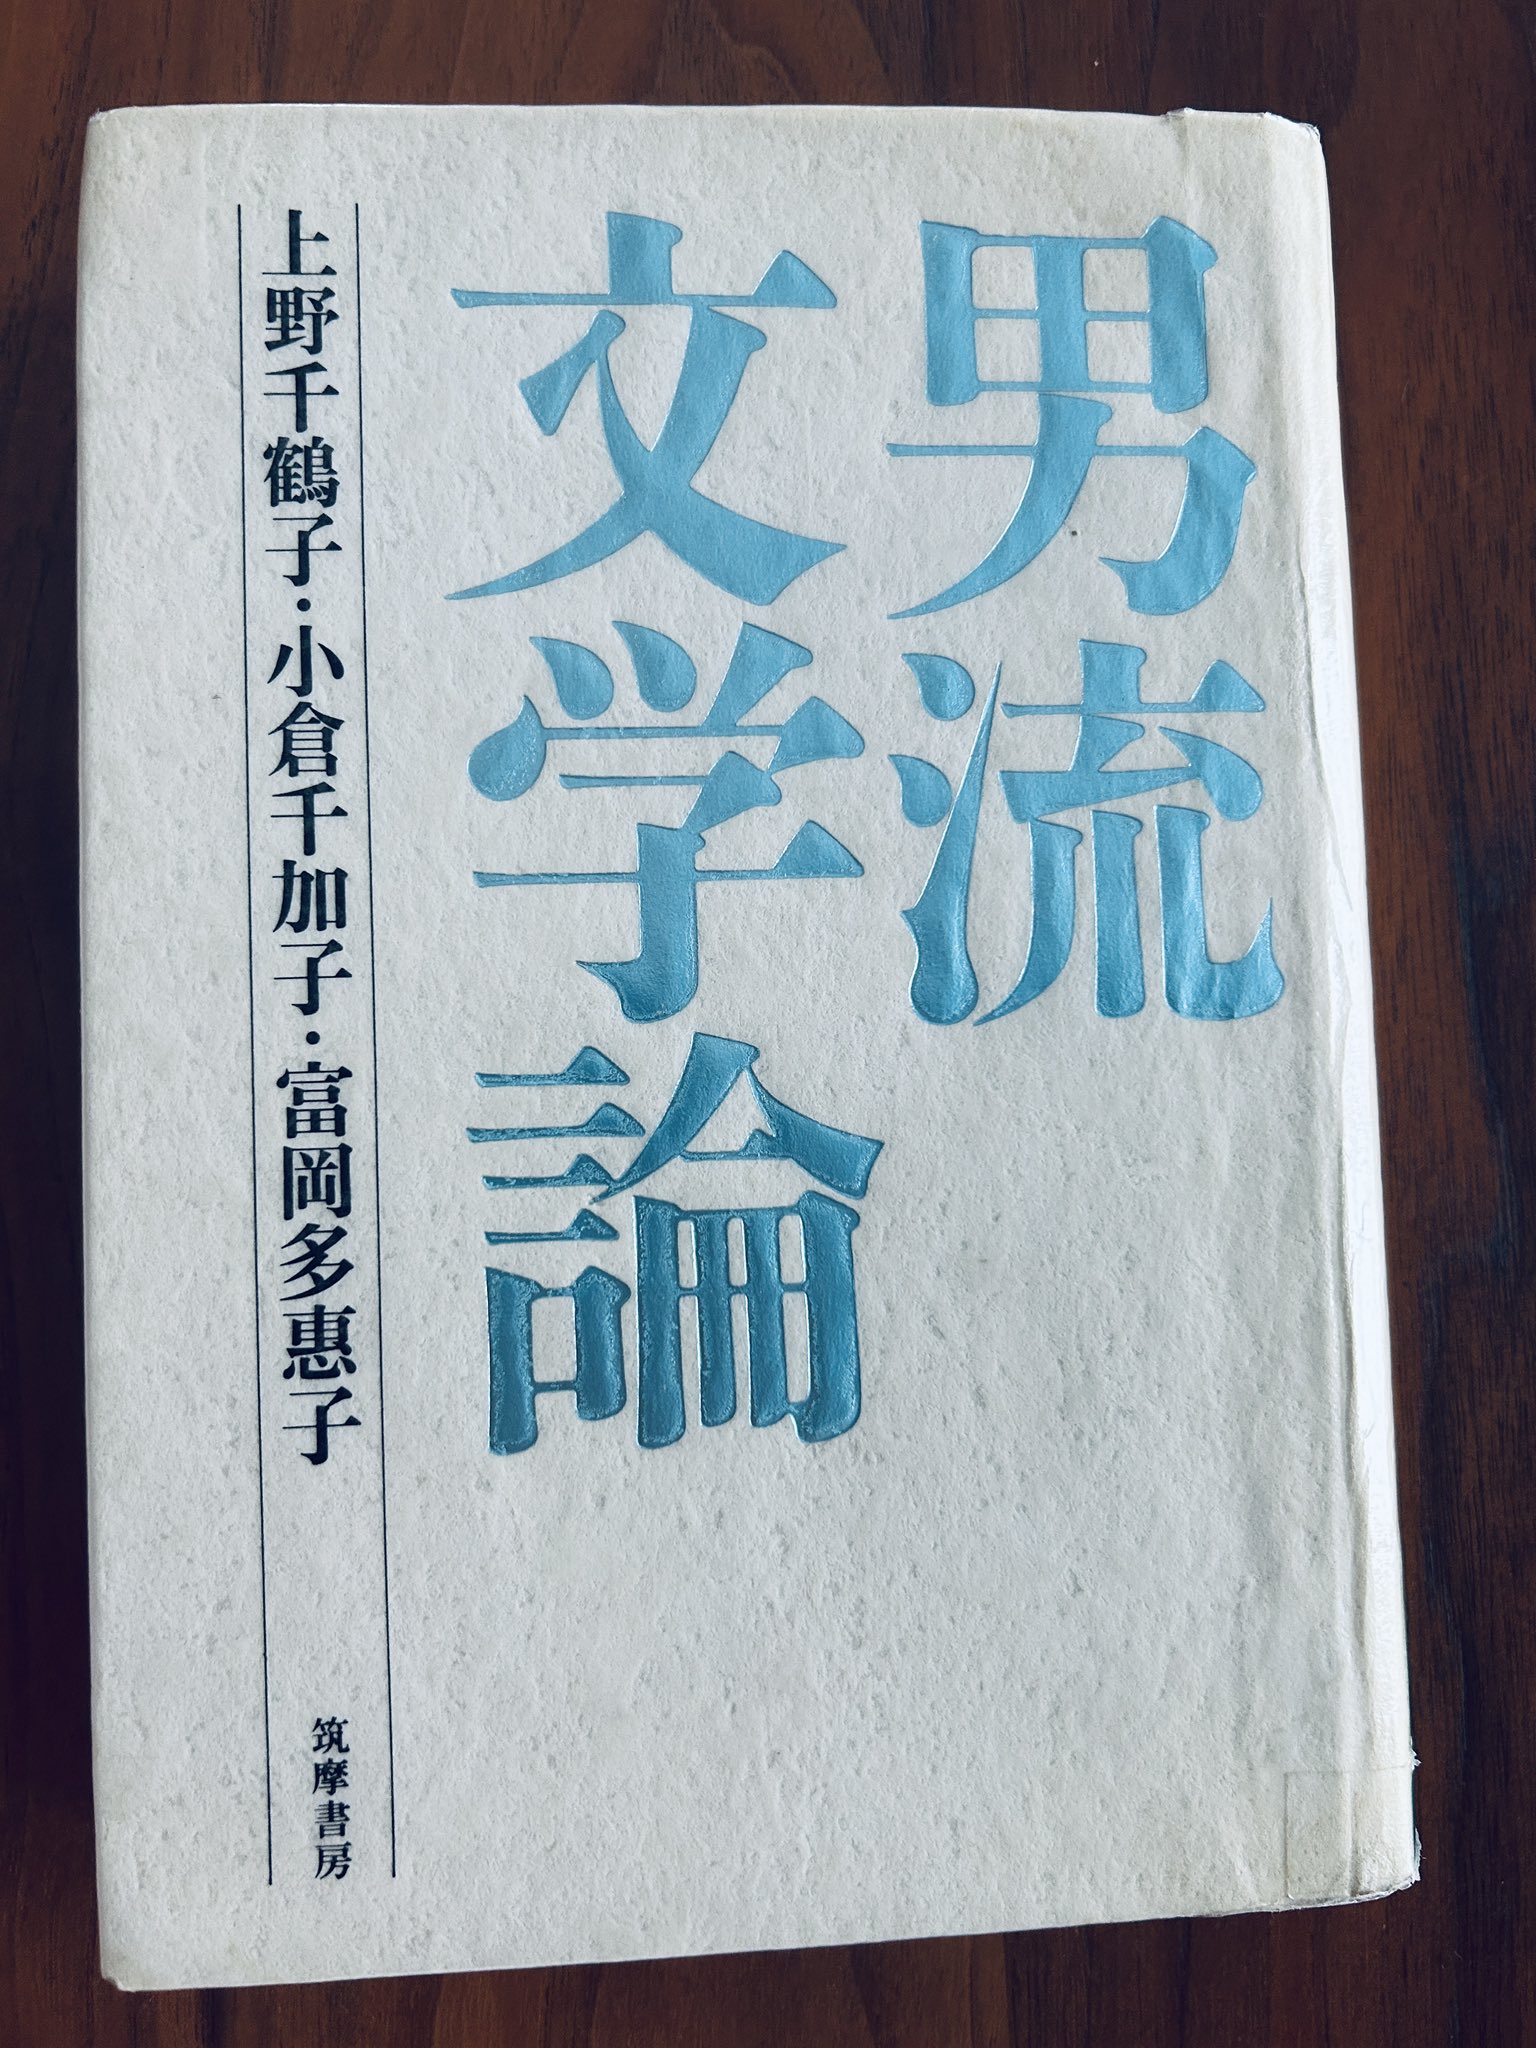 男流
文学論
上野千鶴子・小倉千加子・富岡多惠子
筑摩書房